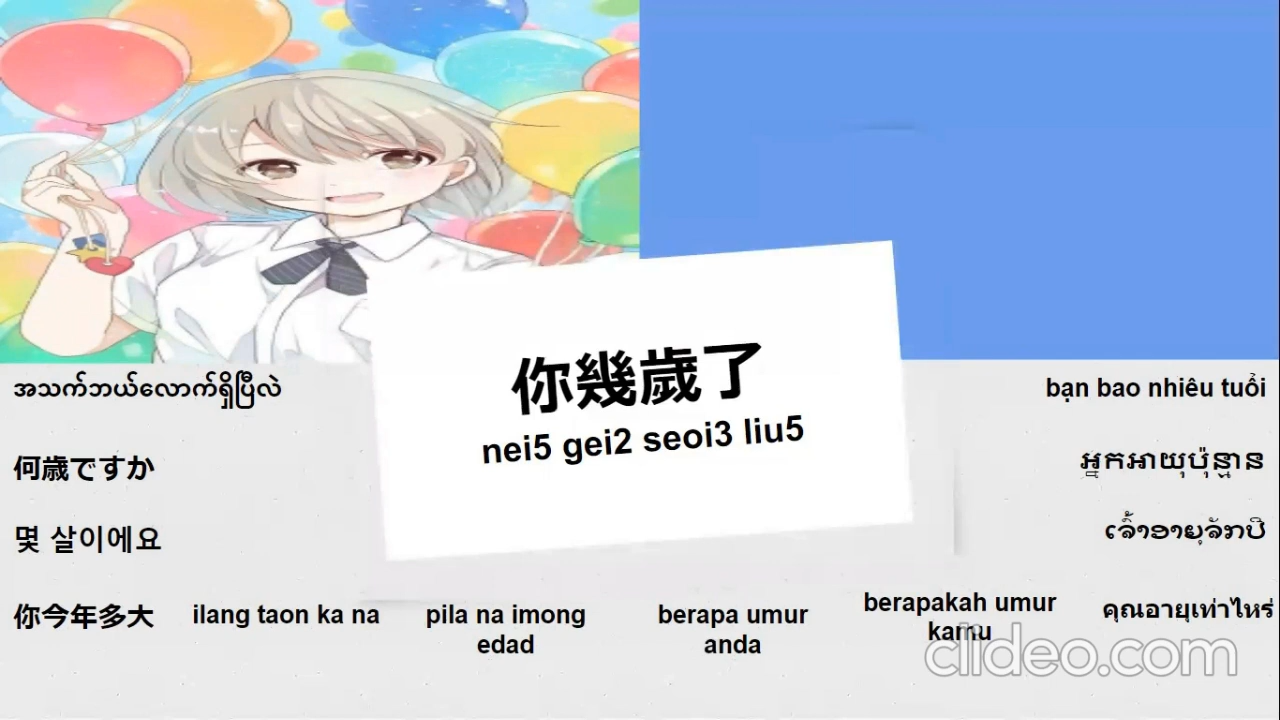 你幾歲了
nei5 gei2 seoi3 liu5
အသက်ဘယ်လောက်ရှိပြီလဲ
bạn bao nhiêu tuổi
何歳ですか
អ្នកអាយុប៉ុន្មាន
몇 살이에요
ເຈົ້າອາຍຸຈັກປີ
你今年多大
ilang taon ka na
pila na imong
edad
berapa umur
anda
berapakah umur
kamu
คุณอายุเท่าไหร่
clideo.com